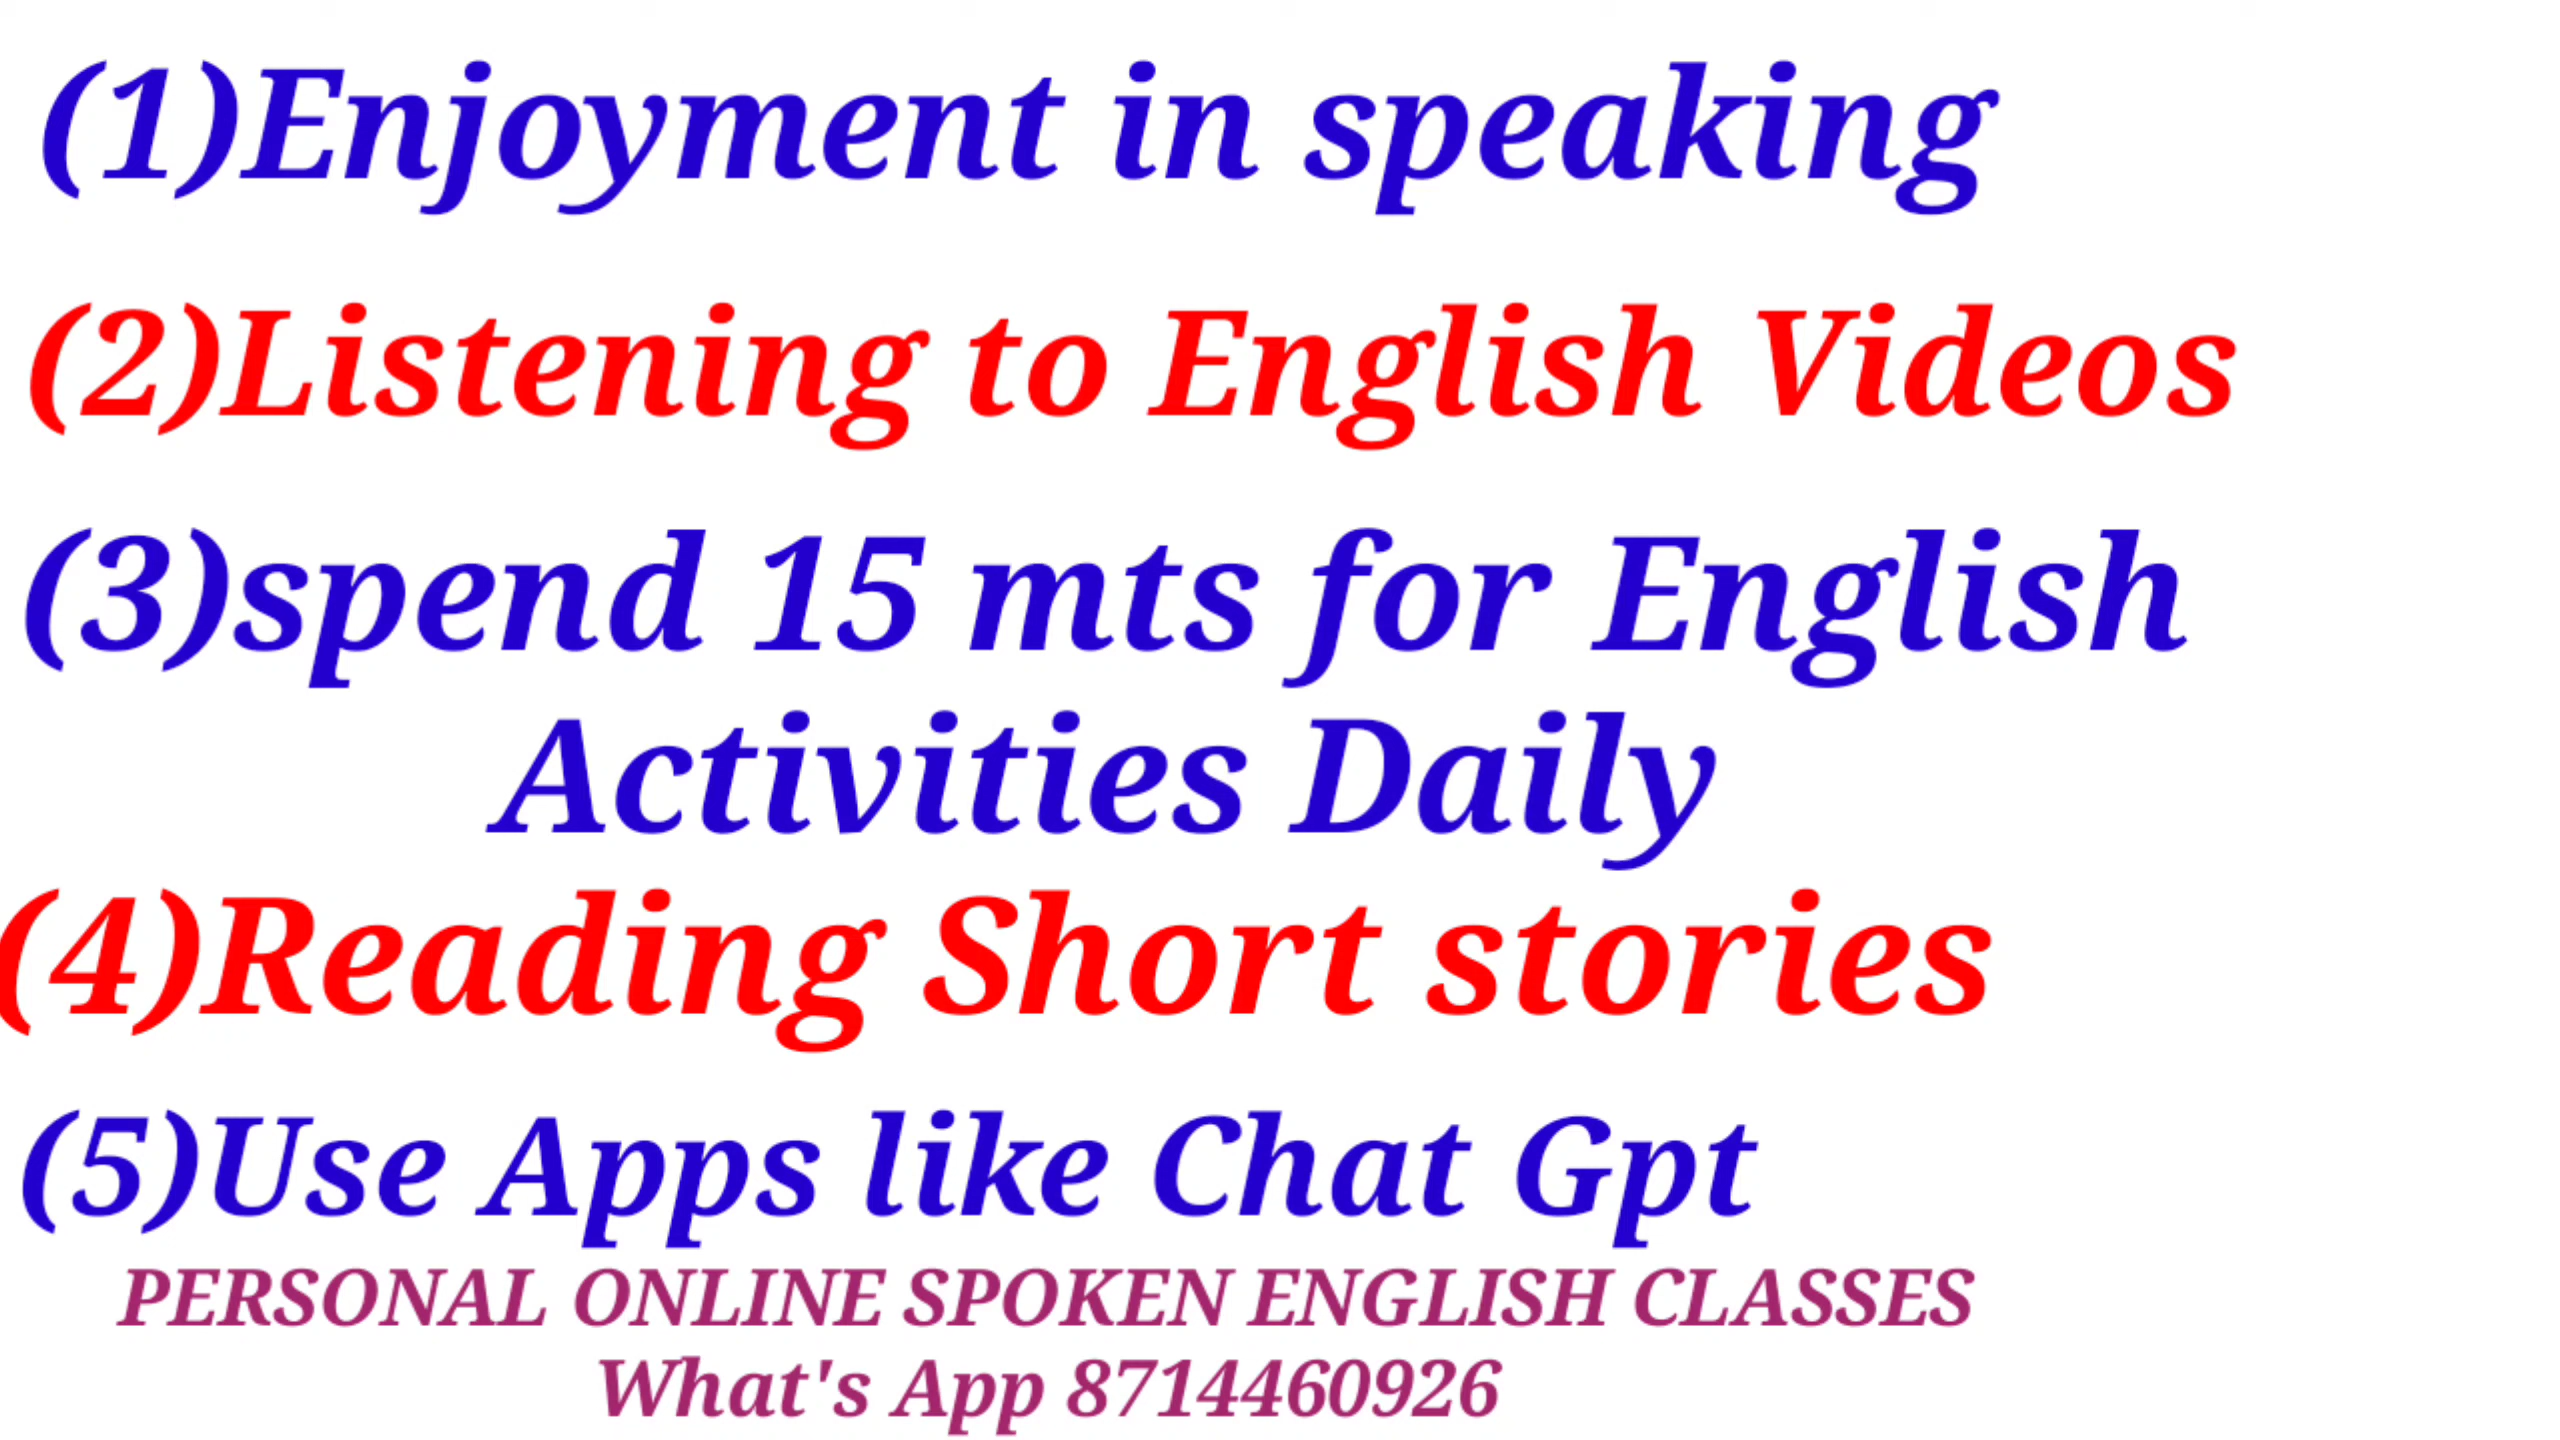 (1)Enjoyment in speaking
(2)Listening to English Videos
(3)spend 15 mts for English
Activities Daily
(4)Reading Short stories
(5)Use Apps like Chat Gpt
PERSONAL ONLINE SPOKEN ENGLISH CLASSES
What's App 8714460926